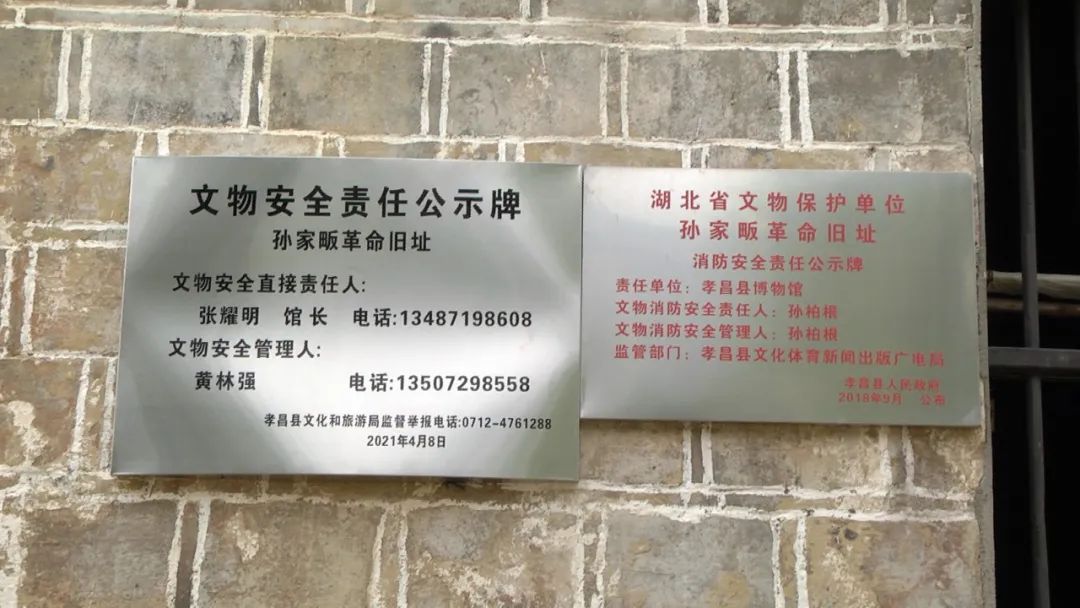 文物安全责任公示牌
孙家畈革命旧址
文物安全直接责任人:
张耀明 馆长 电话:13487198608
文物安全管理人:
黄林强 电话:13507298558
孝昌县文化和旅游局监督举报电话:0712-4761288
2021年4月8日
湖北省文物保护单位
孙家畈革命旧址
消防安全责任公示牌
责任单位：孝昌县博物馆
文物消防安全责任人：孙柏根
文物消防安全管理人：孙柏根
监管部门：孝昌县文化体育新闻出版广电局
孝昌县人民政府
2018年9月 公布